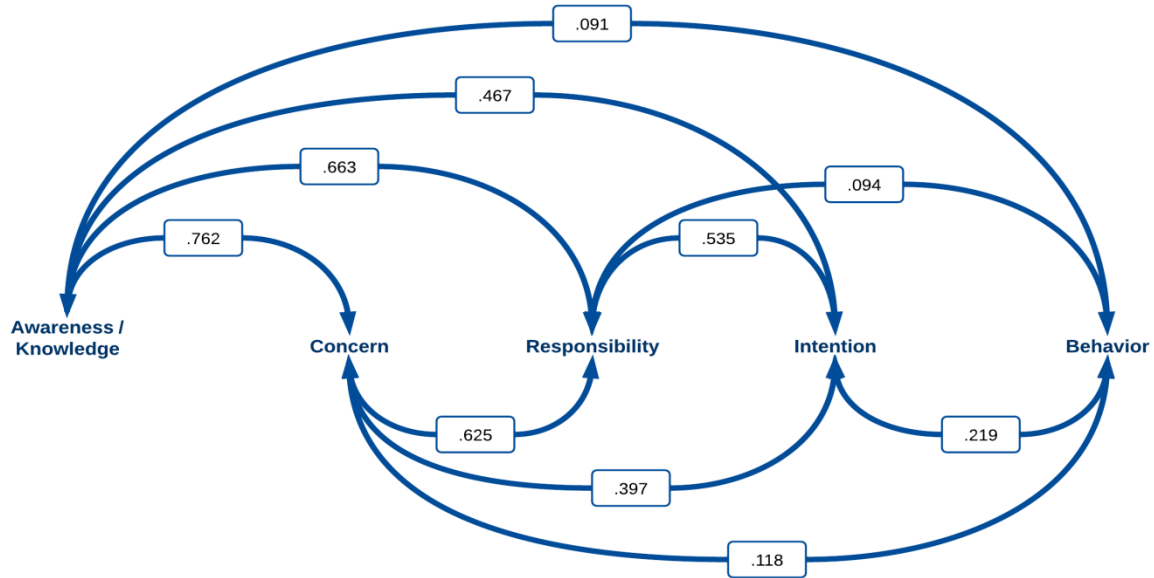 .091
.467
.663
.094
.762
.535
Awareness /
Knowledge
Concern
Responsibility
Intention
Behavior
.625
.219
.397
.118